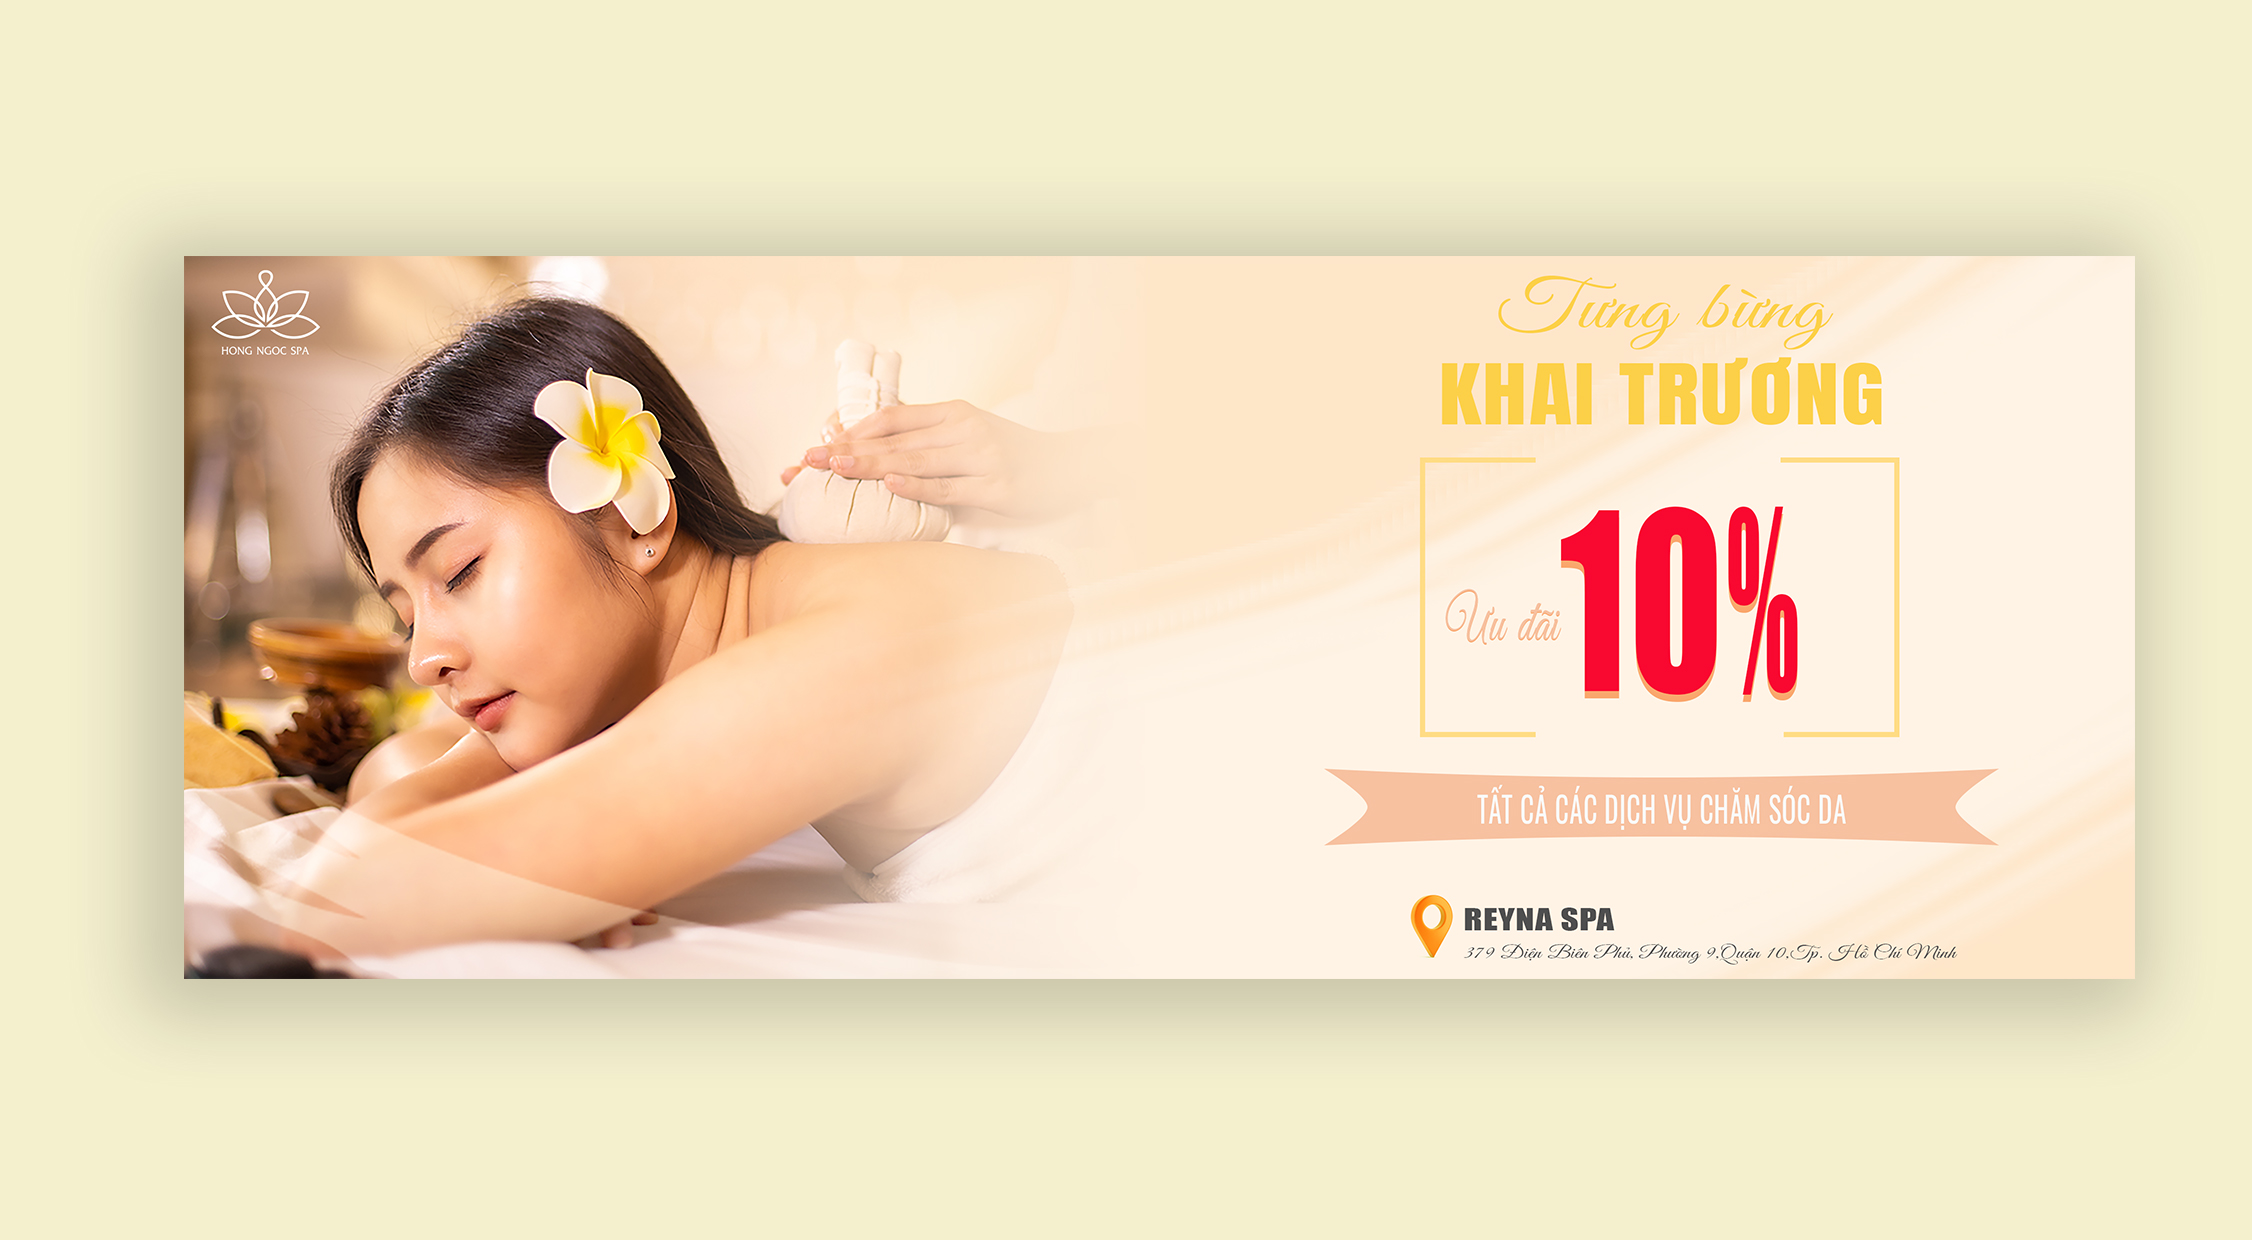 HONG NGOC SPA
Tưng bừng
KHAI TRƯƠNG
Ưu đãi 10%
TẤT CẢ CÁC DỊCH VỤ CHĂM SÓC DA
REYNA SPA
379 Điện Biên Phủ, Phường 9,Quận 10,Tp. Hồ Chí Minh